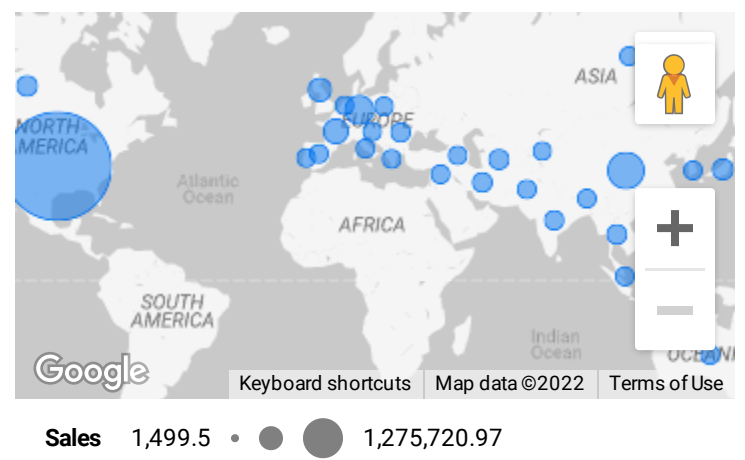 ASIA
NORTH
AMERICA
EUROPE
Atlantic
Ocean
AFRICA
SOUTH
AMERICA
Indian
Ocean
OCEANI
Google
Keyboard shortcuts
Map data ©2022
Terms of Use
Sales 1,499.5 1,275,720.97